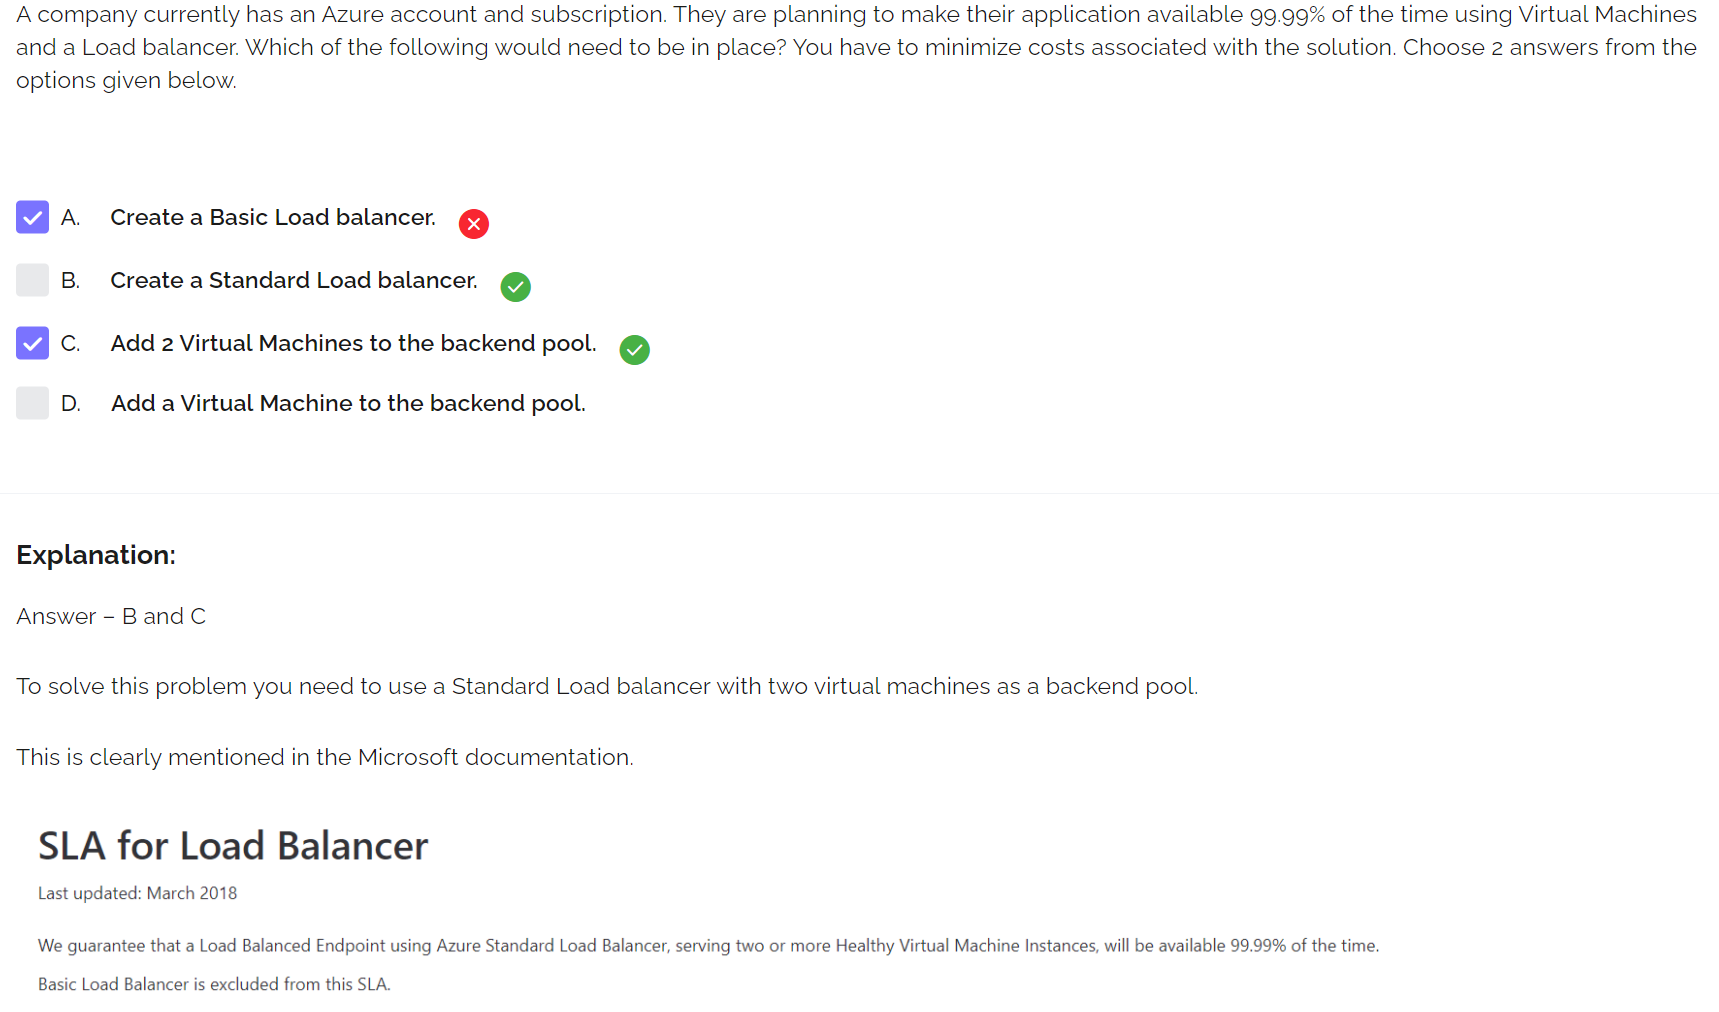 A company currently has an Azure account and subscription. They are planning to make their application available 99.99% of the time using Virtual Machines
and a Load balancer. Which of the following would need to be in place? You have to minimize costs associated with the solution. Choose 2 answers from the
options given below.
A. Create a Basic Load balancer.
B. Create a Standard Load balancer.
C. Add 2 Virtual Machines to the backend pool.
D. Add a Virtual Machine to the backend pool.
Explanation:
Answer – B and C
To solve this problem you need to use a Standard Load balancer with two virtual machines as a backend pool.
This is clearly mentioned in the Microsoft documentation.
SLA for Load Balancer
Last updated: March 2018
We guarantee that a Load Balanced Endpoint using Azure Standard Load Balancer, serving two or more Healthy Virtual Machine Instances, will be available 99.99% of the time.
Basic Load Balancer is excluded from this SLA.